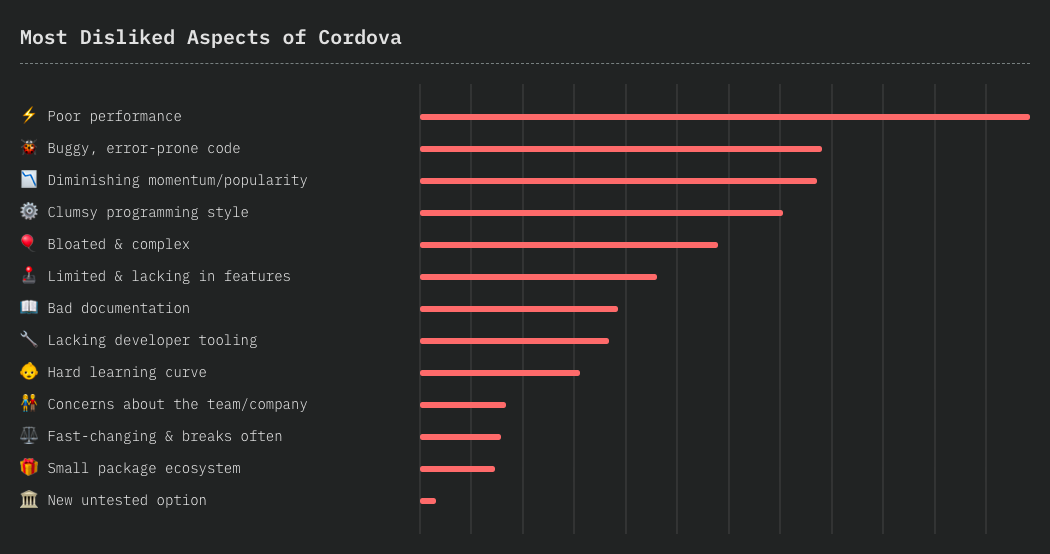 Most Disliked Aspects of Cordova
Poor performance
Buggy, error-prone code
Diminishing momentum/popularity
Clumsy programming style
Bloated & complex
Limited & lacking in features
Bad documentation
Lacking developer tooling
Hard learning curve
Concerns about the team/company
Fast-changing & breaks often
Small package ecosystem
New untested option